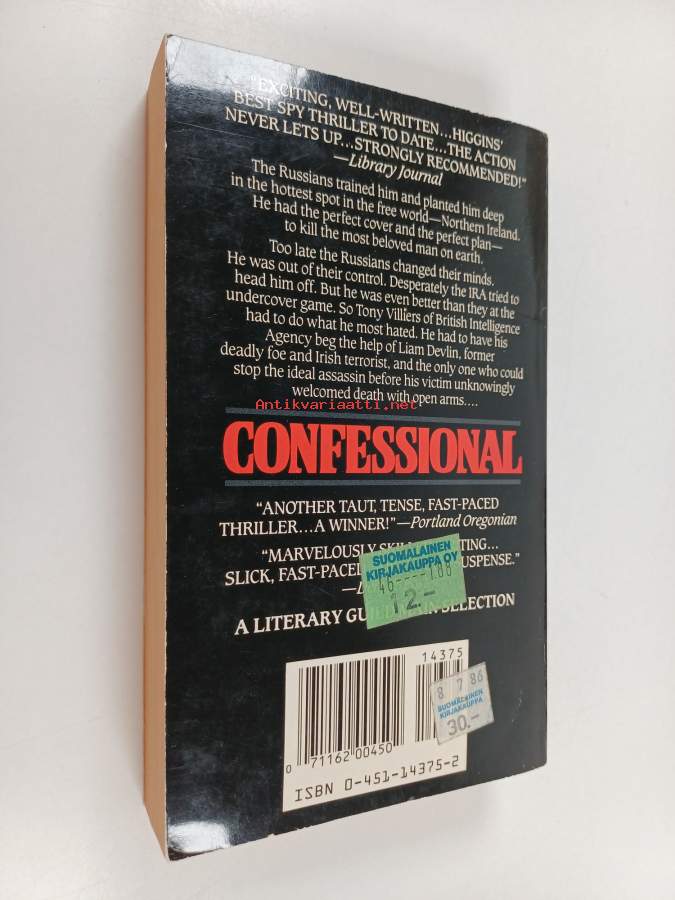 "EXCITING, WELL-WRITTEN...HIGGINS'
BEST SPY THRILLER TO DATE...THE ACTION
NEVER LETS UP...STRONGLY RECOMMENDED!"
—Library Journal
The Russians trained him and planted him deep
in the hottest spot in the free world—Northern Ireland.
He had the perfect cover and the perfect plan—
to kill the most beloved man on earth.
Too late the Russians changed their minds.
He was out of their control. Desperately the IRA tried to
head him off. But he was even better than they at the
undercover game. So Tony Villiers of British Intelligence
had to do what he most hated. He had to have his
Agency beg the help of Liam Devlin, former
deadly foe and Irish terrorist, and the only one who could
stop the ideal assassin before his victim unknowingly
welcomed death with open arms....
Antikvariaatti.net
CONFESSIONAL
"ANOTHER TAUT, TENSE, FAST-PACED
THRILLER...A WINNER!"—Portland Oregonian
"MARVELOUSLY
SLICK, FAST-PACED
SUOMALAINEN
KIRJAKAUPPA OY
12.-
A LITERARY SELECTION
14375
8 7 86
SUOMALAINEN
KIRJAKAUPPA
30.-
0 71162 00450
ISBN 0-451-14375-2